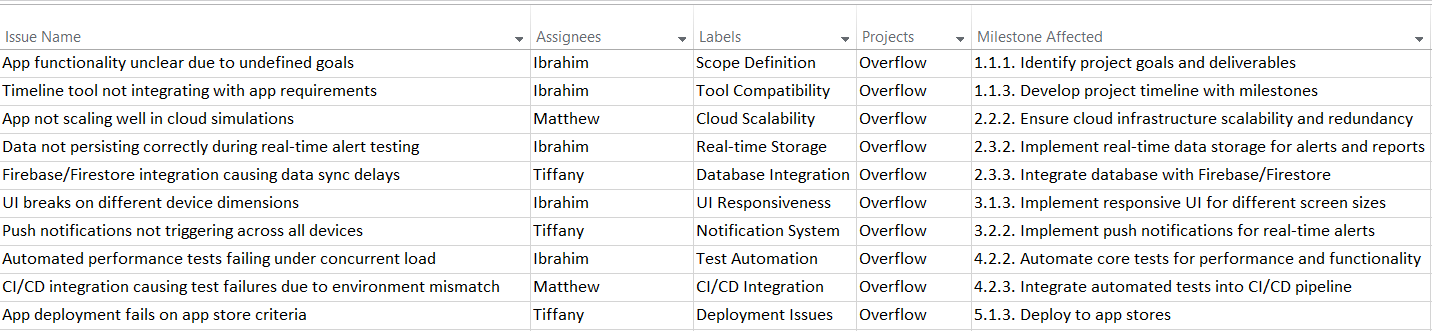 Issue Name Assignees Labels Projects Milestone Affected
App functionality unclear due to undefined goals Ibrahim Scope Definition Overflow 1.1.1. Identify project goals and deliverables
Timeline tool not integrating with app requirements Ibrahim Tool Compatibility Overflow 1.1.3. Develop project timeline with milestones
App not scaling well in cloud simulations Matthew Cloud Scalability Overflow 2.2.2. Ensure cloud infrastructure scalability and redundancy
Data not persisting correctly during real-time alert testing Ibrahim Real-time Storage Overflow 2.3.2. Implement real-time data storage for alerts and reports
Firebase/Firestore integration causing data sync delays Tiffany Database Integration Overflow 2.3.3. Integrate database with Firebase/Firestore
UI breaks on different device dimensions Ibrahim UI Responsiveness Overflow 3.1.3. Implement responsive UI for different screen sizes
Push notifications not triggering across all devices Tiffany Notification System Overflow 3.2.2. Implement push notifications for real-time alerts
Automated performance tests failing under concurrent load Ibrahim Test Automation Overflow 4.2.2. Automate core tests for performance and functionality
CI/CD integration causing test failures due to environment mismatch Matthew CI/CD Integration Overflow 4.2.3. Integrate automated tests into CI/CD pipeline
App deployment fails on app store criteria Tiffany Deployment Issues Overflow 5.1.3. Deploy to app stores